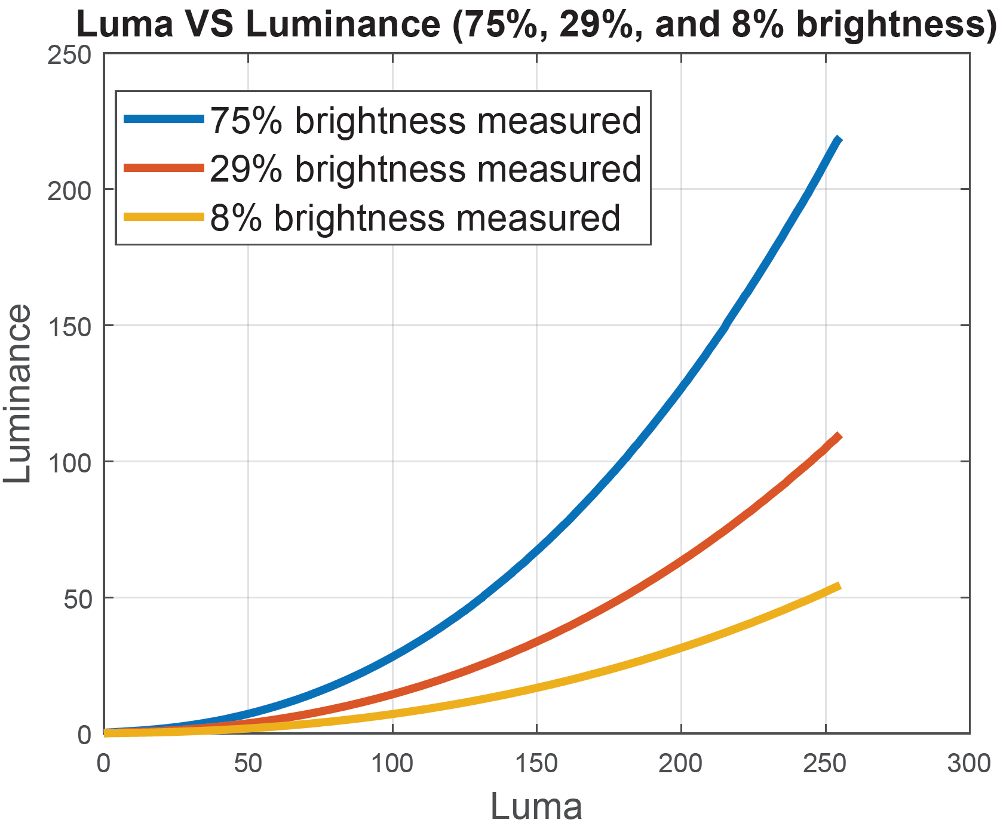 Luma VS Luminance (75%, 29%, and 8% brightness)
250
200
150
100
50
0
Luminance
75% brightness measured
29% brightness measured
8% brightness measured
0 50 100 150 200 250 300
Luma